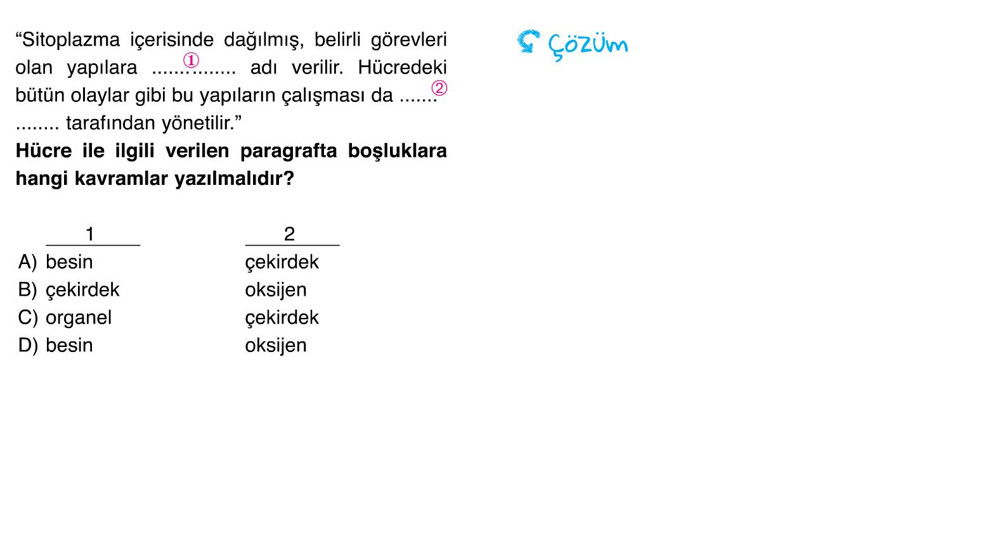 “Sitoplazma içerisinde dağılmış, belirli görevleri
olan yapılara .......①........ adı verilir. Hücredeki
bütün olaylar gibi bu yapıların çalışması da .......②
........ tarafından yönetilir.”
Hücre ile ilgili verilen paragrafta boşluklara
hangi kavramlar yazılmalıdır?
1 2
A) besin çekirdek
B) çekirdek oksijen
C) organel çekirdek
D) besin oksijen
Çözüm